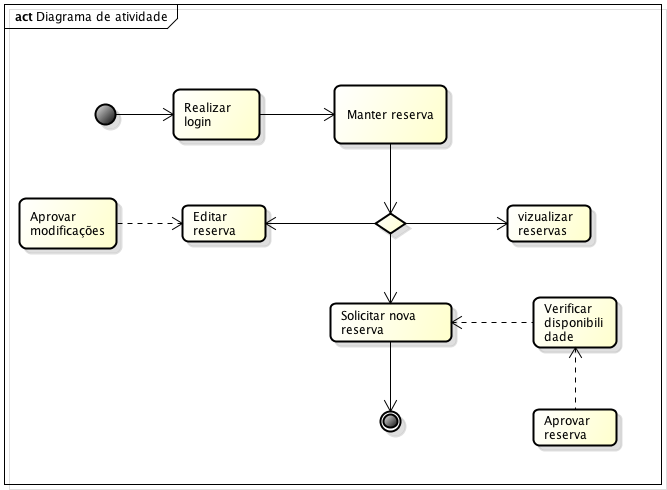 act Diagrama de atividade
Realizar
login
Manter reserva
Aprovar
modificações
Editar
reserva
vizualizar
reservas
Solicitar nova
reserva
Verificar
disponibili
dade
Aprovar
reserva